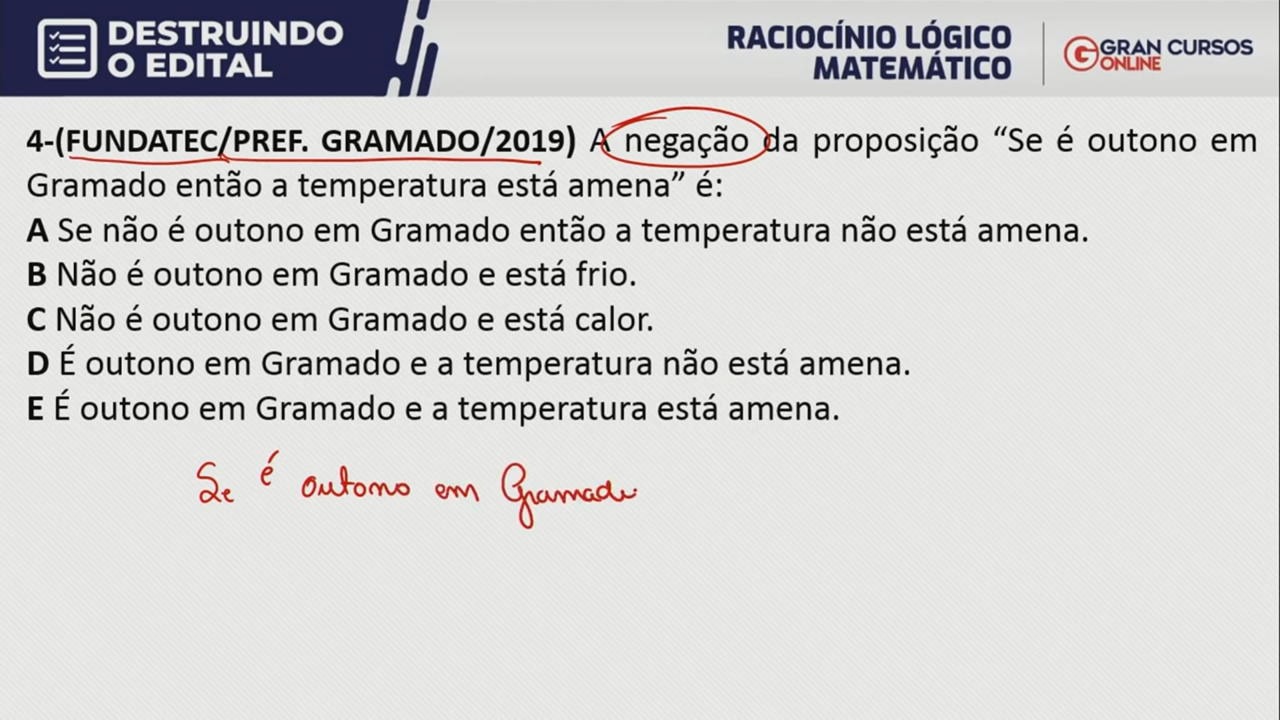 DESTRUINDO
O EDITAL
RACIOCÍNIO LÓGICO
MATEMÁTICO
G GRAN CURSOS
ONLINE
4-(FUNDATEC/PREF. GRAMADO/2019) A negação da proposição “Se é outono em
Gramado então a temperatura está amena” é:
A Se não é outono em Gramado então a temperatura não está amena.
B Não é outono em Gramado e está frio.
C Não é outono em Gramado e está calor.
D É outono em Gramado e a temperatura não está amena.
E É outono em Gramado e a temperatura está amena.
Se é outono em Gramado